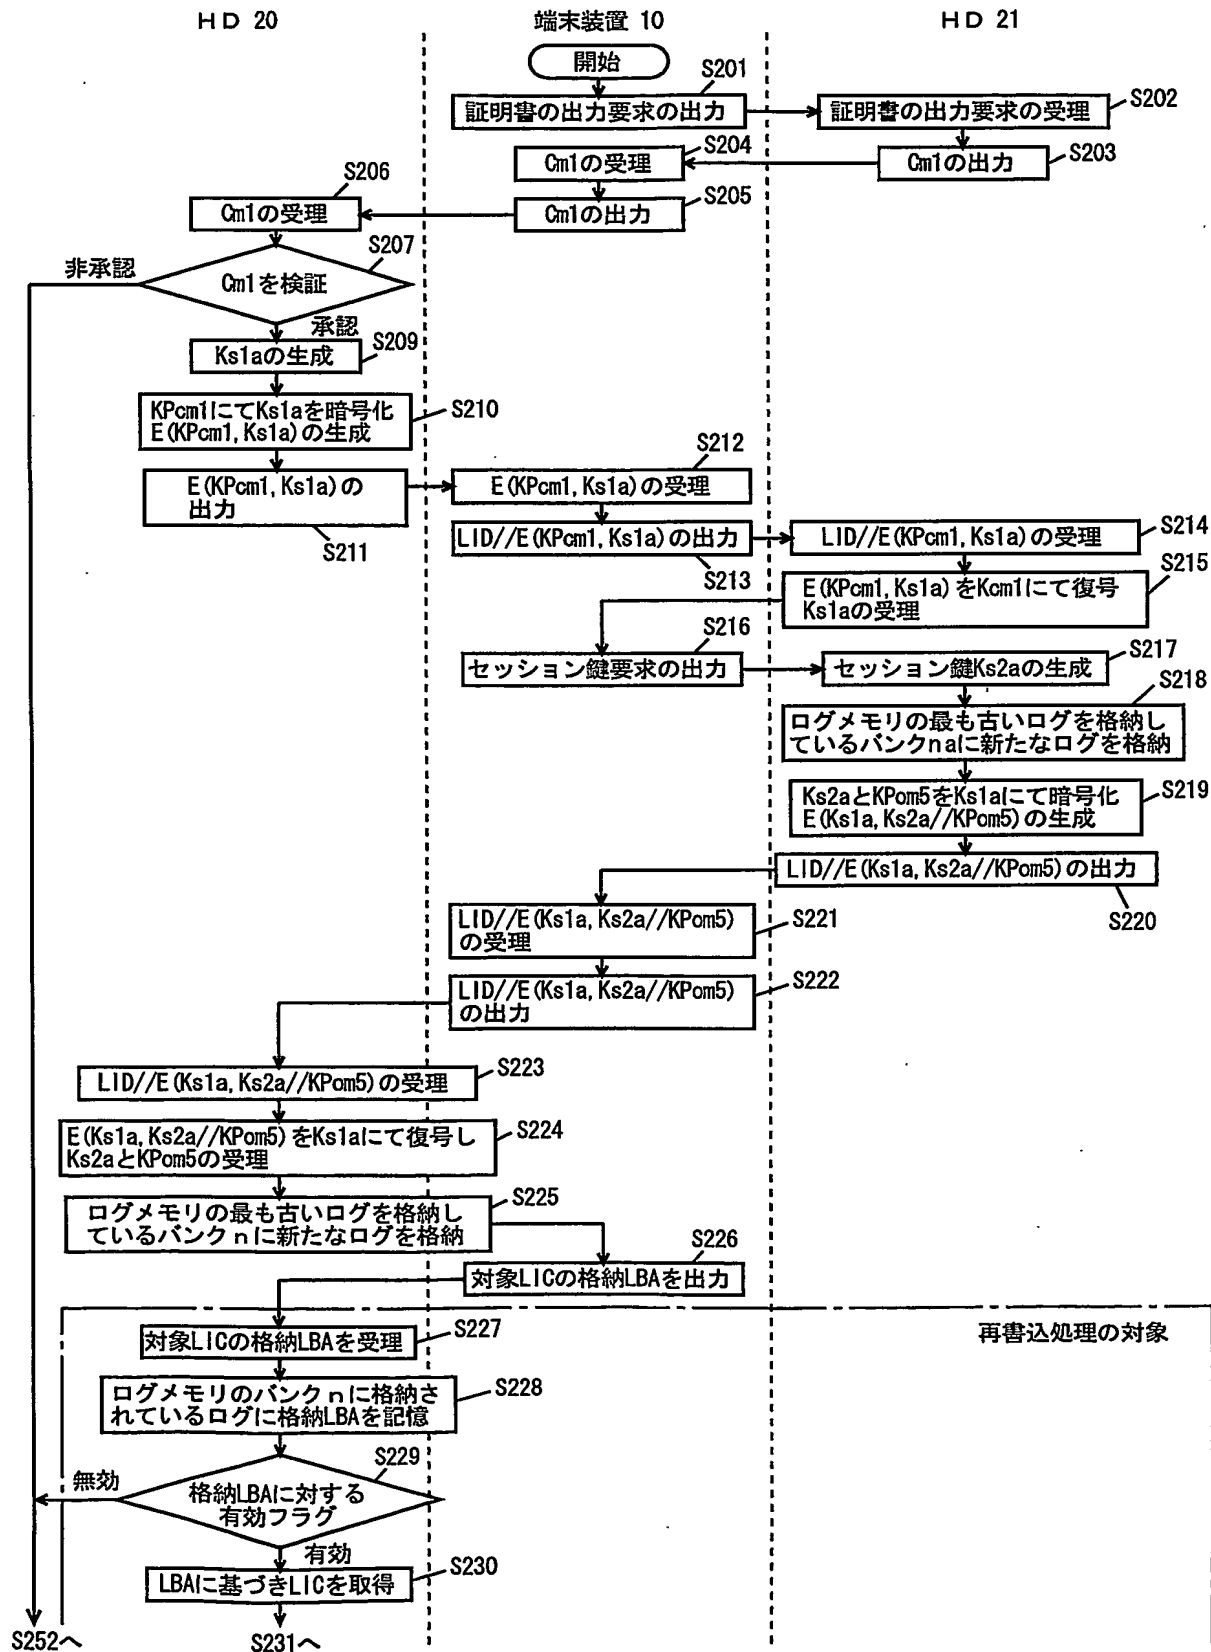 HD 20
端末装置 10
HD 21
開始
S201
証明書の出力要求の出力
S202
証明書の出力要求の受理
S204
Cm1の受理
S203
Cm1の出力
S206
Cm1の受理
S205
Cm1の出力
S207
非承認
Cm1を検証
承認
S209
Ks1aの生成
KPcm1にてKs1aを暗号化
E(KPcm1,Ks1a)の生成
S210
S212
E(KPcm1,Ks1a)の
出力
S211
E(KPcm1,Ks1a)の受理
LID//E(KPcm1,Ks1a)の出力
S213
LID//E(KPcm1,Ks1a)の受理
S214
S215
E(KPcm1,Ks1a)をKcm1にて復号
Ks1aの受理
S216
セッション鍵要求の出力
S217
セッション鍵Ks2aの生成
S218
ログメモリの最も古いログを格納し
ているバンクnaに新たなログを格納
S219
Ks2aとKPom5をKs1aにて暗号化
E(Ks1a,Ks2a//KPom5)の生成
LID//E(Ks1a,Ks2a//KPom5)の出力
S220
LID//E(Ks1a,Ks2a//KPom5)
の受理
S221
LID//E(Ks1a,Ks2a//KPom5)
の出力
S222
LID//E(Ks1a,Ks2a//KPom5)の受理
S223
E(Ks1a,Ks2a//KPom5)をKs1aにて復号し
Ks2aとKPom5の受理
S224
S225
ログメモリの最も古いログを格納し
ているバンクnに新たなログを格納
S226
対象LICの格納LBAを出力
再書込処理の対象
対象LICの格納LBAを受理
S227
ログメモリのバンクnに格納さ
れているログに格納LBAを記憶
S228
S229
無効
格納LBAに対する
有効フラグ
有効
S230
LBAに基づきLICを取得
S252へ
S231へ